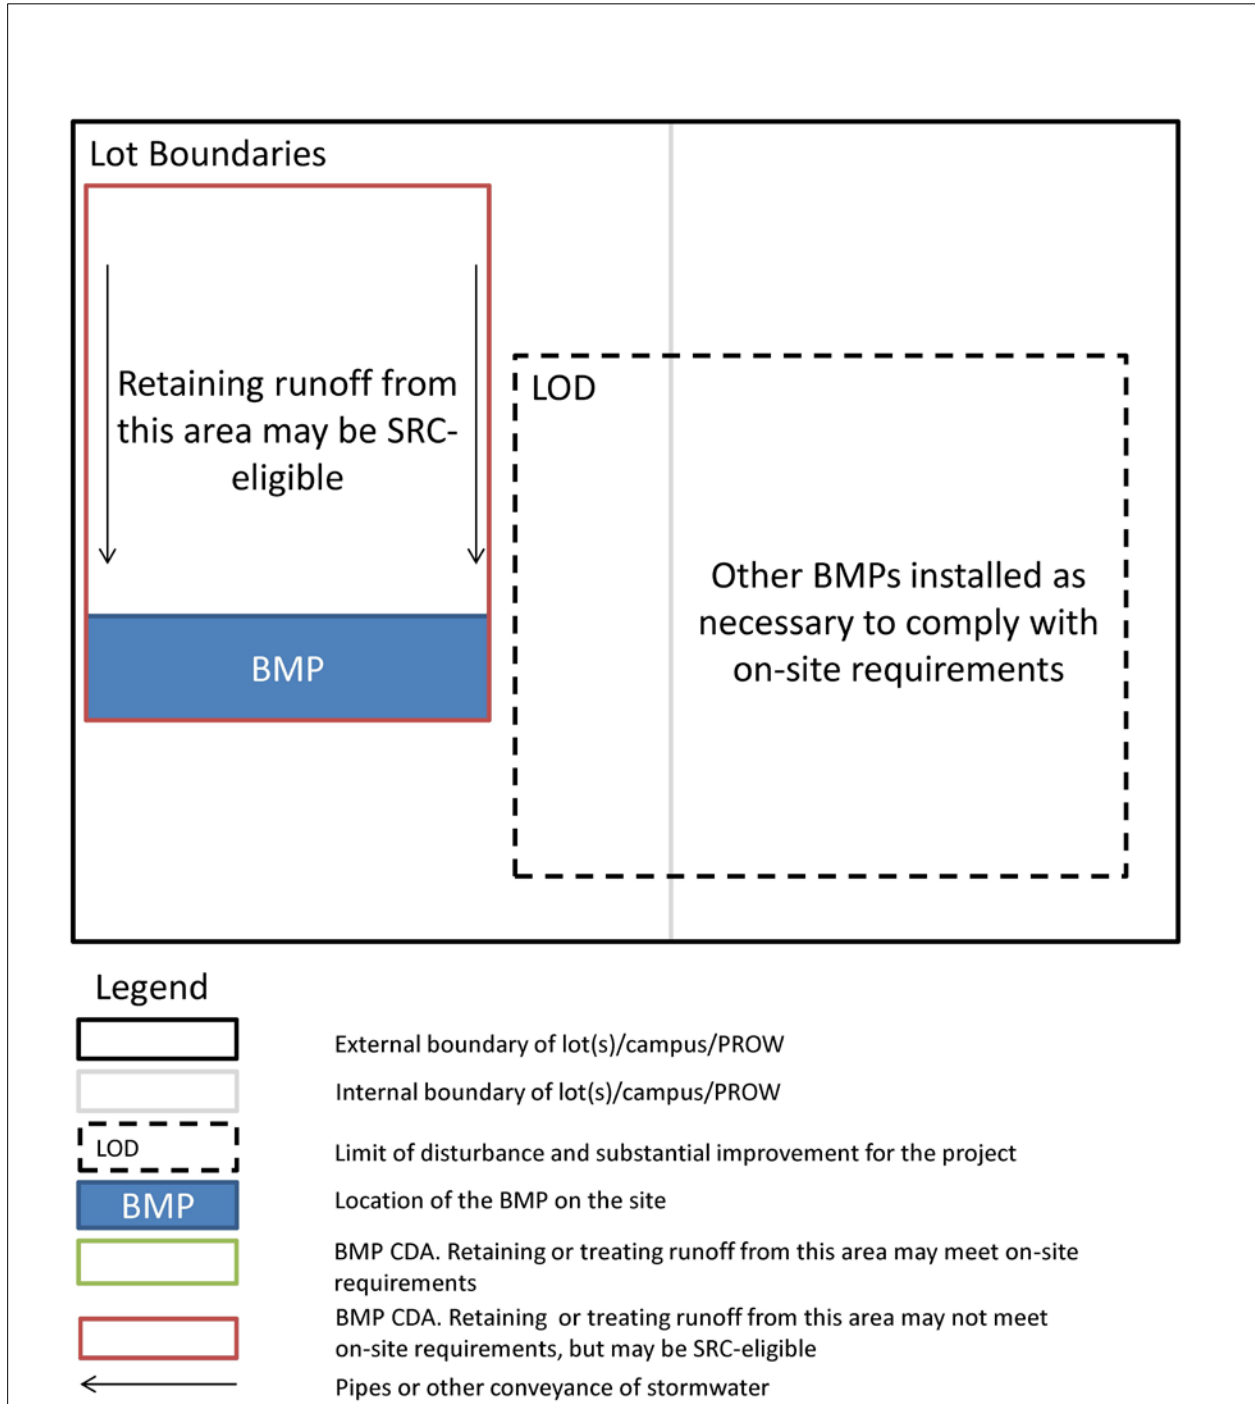 Lot Boundaries
Retaining runoff from
this area may be SRC-
eligible
BMP
LOD
Other BMPs installed as
necessary to comply with
on-site requirements
Legend
External boundary of lot(s)/campus/PROW
Internal boundary of lot(s)/campus/PROW
LOD
Limit of disturbance and substantial improvement for the project
BMP
Location of the BMP on the site
BMP CDA. Retaining or treating runoff from this area may meet on-site
requirements
BMP CDA. Retaining or treating runoff from this area may not meet
on-site requirements, but may be SRC-eligible
Pipes or other conveyance of stormwater